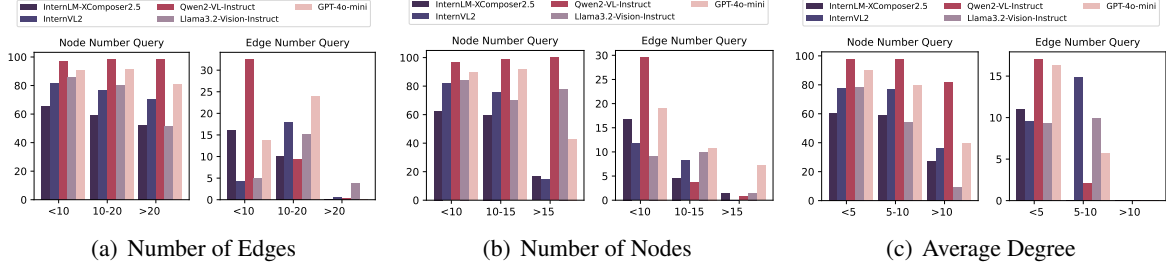 InternLM-XComposer2.5 Qwen2-VL-Instruct GPT-4o-mini
InternVL2 Llama3.2-Vision-Instruct
Node Number Query
100
80
60
40
20
0
<10 10-20 >20
Edge Number Query
30
25
20
15
10
5
0
<10 10-20 >20
(a) Number of Edges
InternLM-XComposer2.5 Qwen2-VL-Instruct GPT-4o-mini
InternVL2 Llama3.2-Vision-Instruct
Node Number Query
100
80
60
40
20
0
<10 10-15 >15
Edge Number Query
30
25
20
15
10
5
0
<10 10-15 >15
(b) Number of Nodes
InternLM-XComposer2.5 Qwen2-VL-Instruct GPT-4o-mini
InternVL2 Llama3.2-Vision-Instruct
Node Number Query
100
80
60
40
20
0
<5 5-10 >10
Edge Number Query
15
10
5
0
<5 5-10 >10
(c) Average Degree